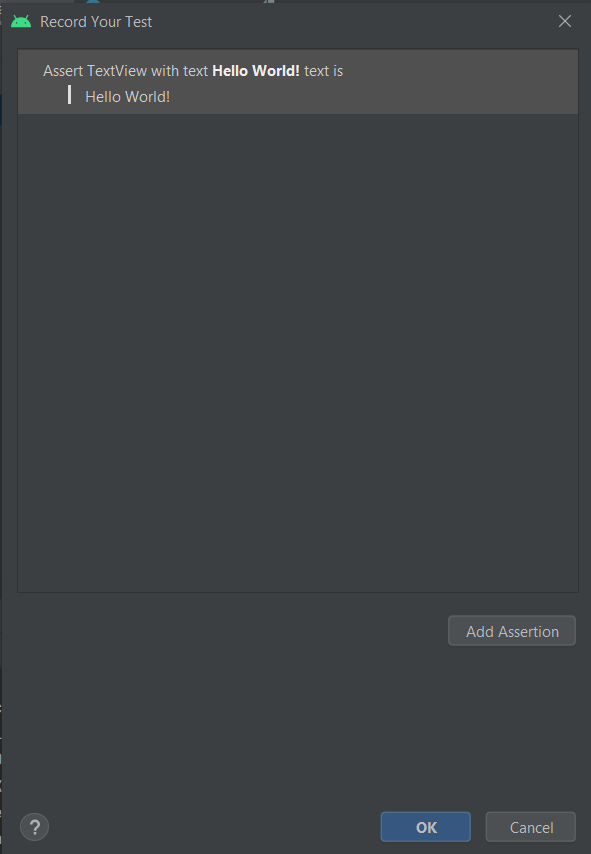 Record Your Test
Assert TextView with text Hello World! text is
Hello World!
Add Assertion
?
OK
Cancel